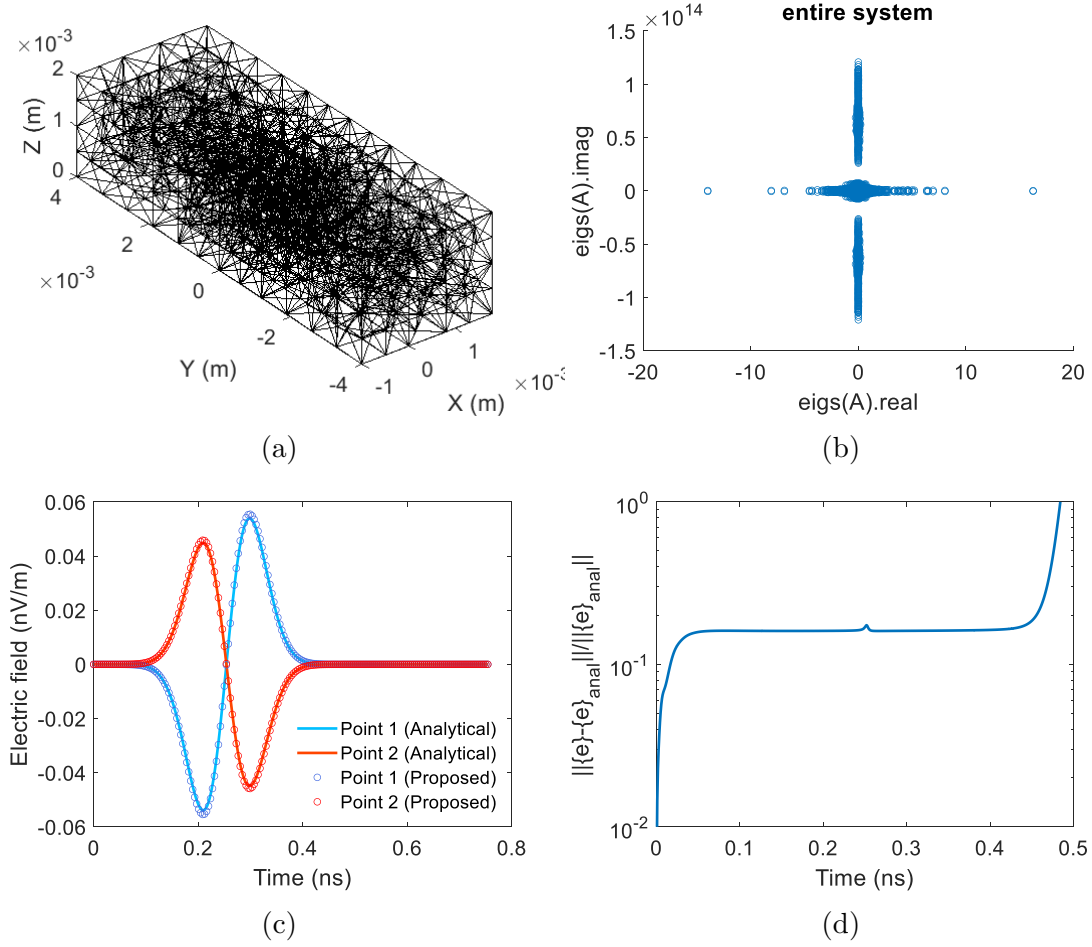 ×10⁻³
2
1
0
Z (m)
4
2
0
-2
-4
×10⁻³
Y (m)
-1
0
1
×10⁻³
X (m)
(a)
entire system
×10¹⁴
1.5
1
0.5
0
-0.5
-1
-1.5
eigs(A).imag
-20
-10
0
10
20
eigs(A).real
(b)
0.06
0.04
0.02
0
-0.02
-0.04
-0.06
Electric field (nV/m)
Point 1 (Analytical)
Point 2 (Analytical)
Point 1 (Proposed)
Point 2 (Proposed)
0
0.2
0.4
0.6
0.8
Time (ns)
(c)
10⁰
10⁻¹
10⁻²
||{e}-{e}ₐₙₐₗ||/||{e}ₐₙₐₗ||
0
0.1
0.2
0.3
0.4
0.5
Time (ns)
(d)